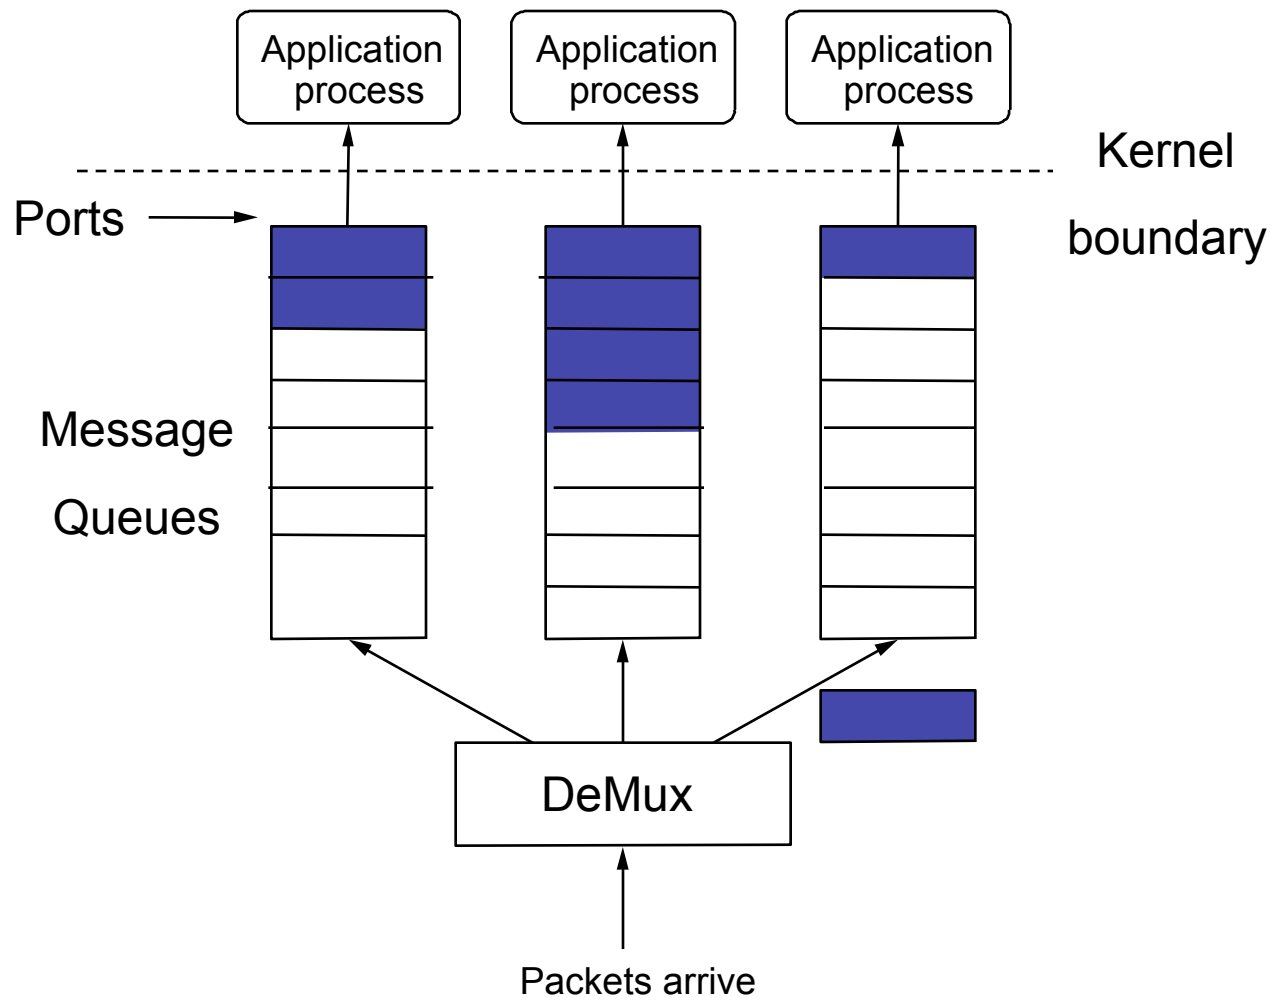 Application
process
Application
process
Application
process
Kernel
boundary
Ports
Message
Queues
DeMux
Packets arrive